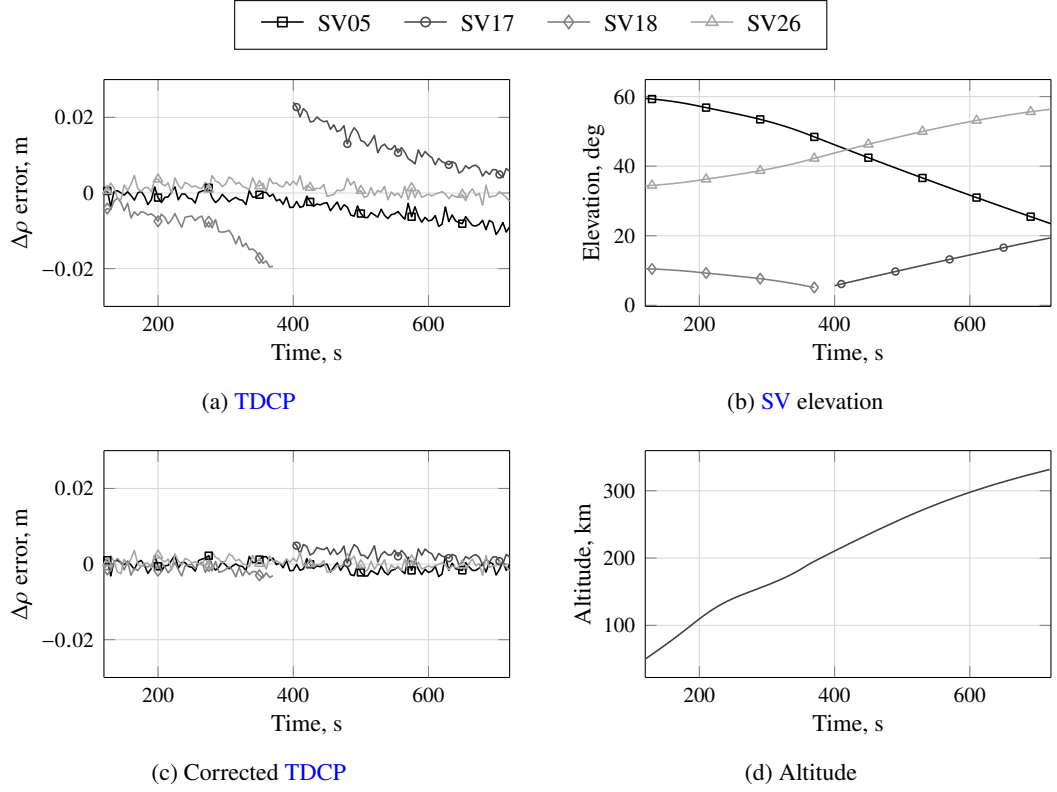 SV05 SV17 SV18 SV26
0.02
0
−0.02
Δρ error, m
200 400 600
Time, s
(a) TDCP
60
40
20
0
Elevation, deg
200 400 600
Time, s
(b) SV elevation
0.02
0
−0.02
Δρ error, m
200 400 600
Time, s
(c) Corrected TDCP
300
200
100
Altitude, km
200 400 600
Time, s
(d) Altitude